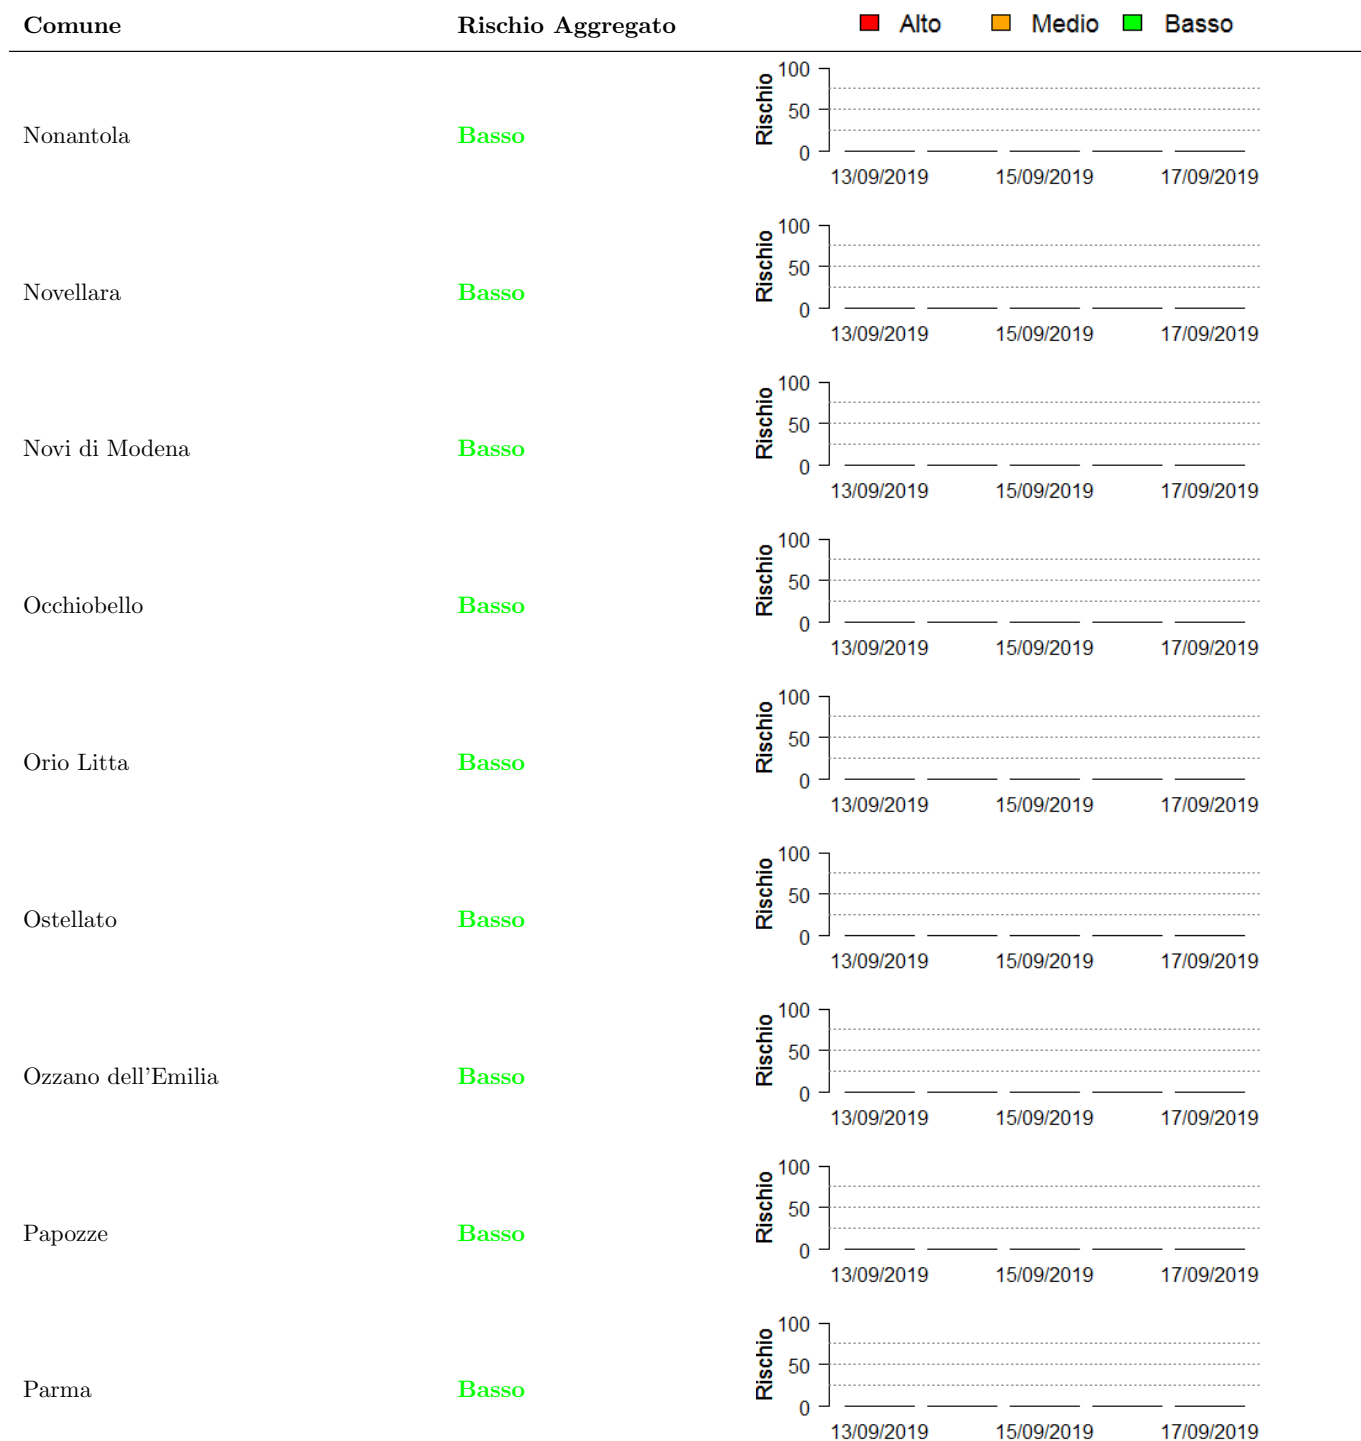 Comune Rischio Aggregato Alto Medio Basso
100
50
0
Rischio
Nonantola Basso
13/09/2019 15/09/2019 17/09/2019
100
50
0
Rischio
Novellara Basso
13/09/2019 15/09/2019 17/09/2019
100
50
0
Rischio
Novi di Modena Basso
13/09/2019 15/09/2019 17/09/2019
100
50
0
Rischio
Occhiobello Basso
13/09/2019 15/09/2019 17/09/2019
100
50
0
Rischio
Orio Litta Basso
13/09/2019 15/09/2019 17/09/2019
100
50
0
Rischio
Ostellato Basso
13/09/2019 15/09/2019 17/09/2019
100
50
0
Rischio
Ozzano dell'Emilia Basso
13/09/2019 15/09/2019 17/09/2019
100
50
0
Rischio
Papozze Basso
13/09/2019 15/09/2019 17/09/2019
100
50
0
Rischio
Parma Basso
13/09/2019 15/09/2019 17/09/2019